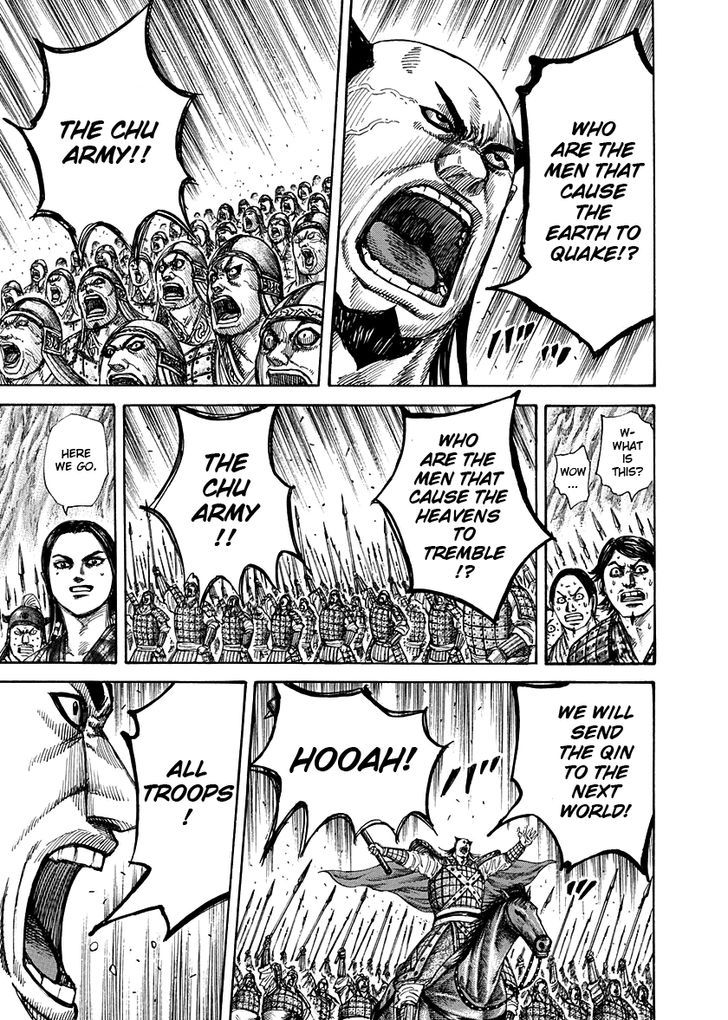 WHO
ARE THE
MEN THAT
CAUSE
THE
EARTH TO
QUAKE!?
THE CHU
ARMY!!
W-
WHAT
IS
THIS?
WOW
...
WHO
ARE THE
MEN THAT
CAUSE THE
HEAVENS
TO
TREMBLE
!?
THE
CHU
ARMY
!!
HERE
WE GO.
WE WILL
SEND
THE QIN
TO THE
NEXT
WORLD!
HOOAH!
ALL
TROOPS
!